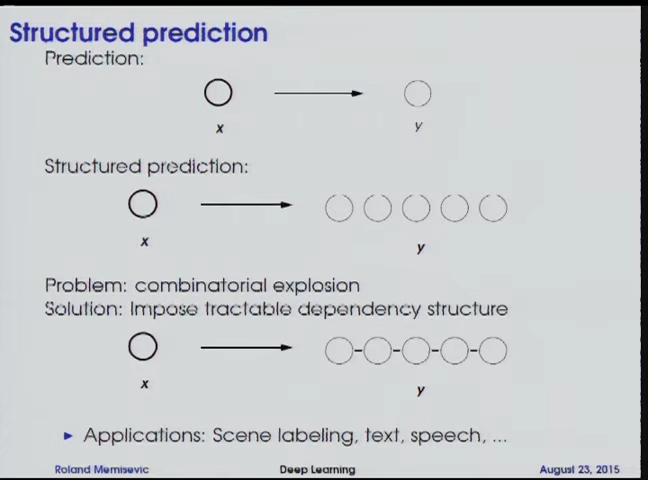 Structured prediction
Prediction:
x
y
Structured prediction:
x
y
Problem: combinatorial explosion
Solution: Impose tractable dependency structure
x
y
Applications: Scene labeling, text, speech, ...
Roland Memisevic Deep Learning August 23, 2015